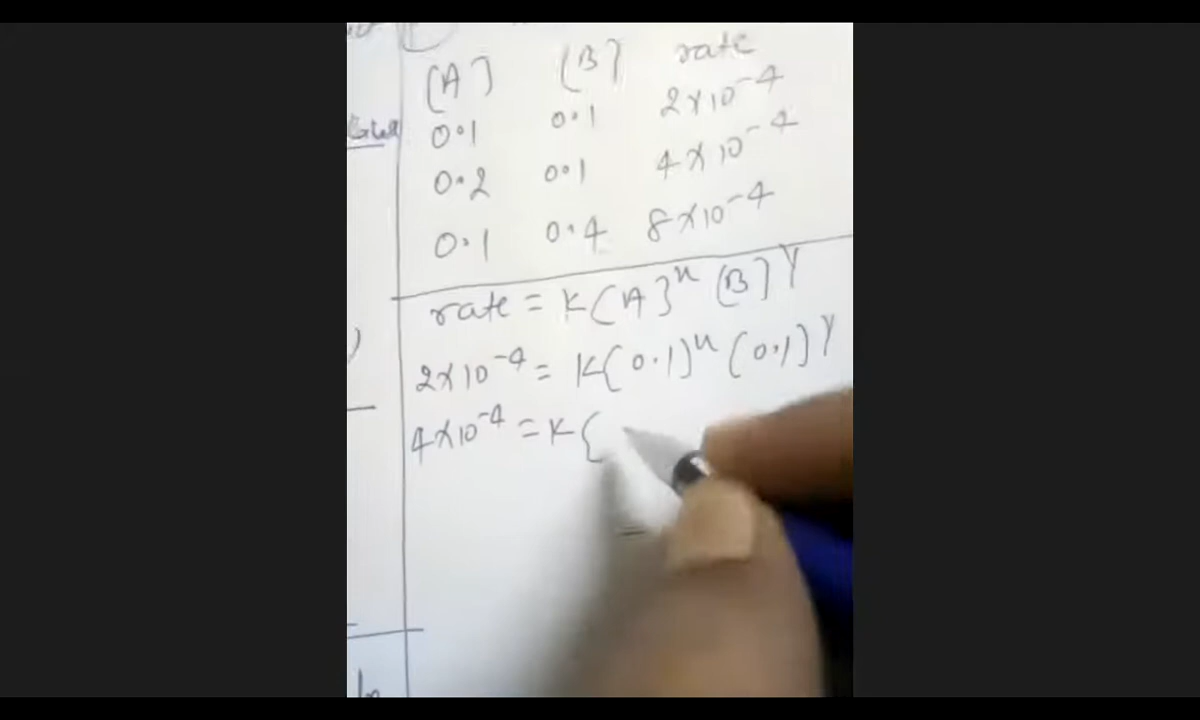 [A] [B] rate
0.1 0.1 2×10⁻⁴
0.2 0.1 4×10⁻⁴
0.1 0.4 8×10⁻⁴
rate = K[A]ˣ [B]ʸ
2×10⁻⁴ = K(0.1)ˣ (0.1)ʸ
4×10⁻⁴ = K(